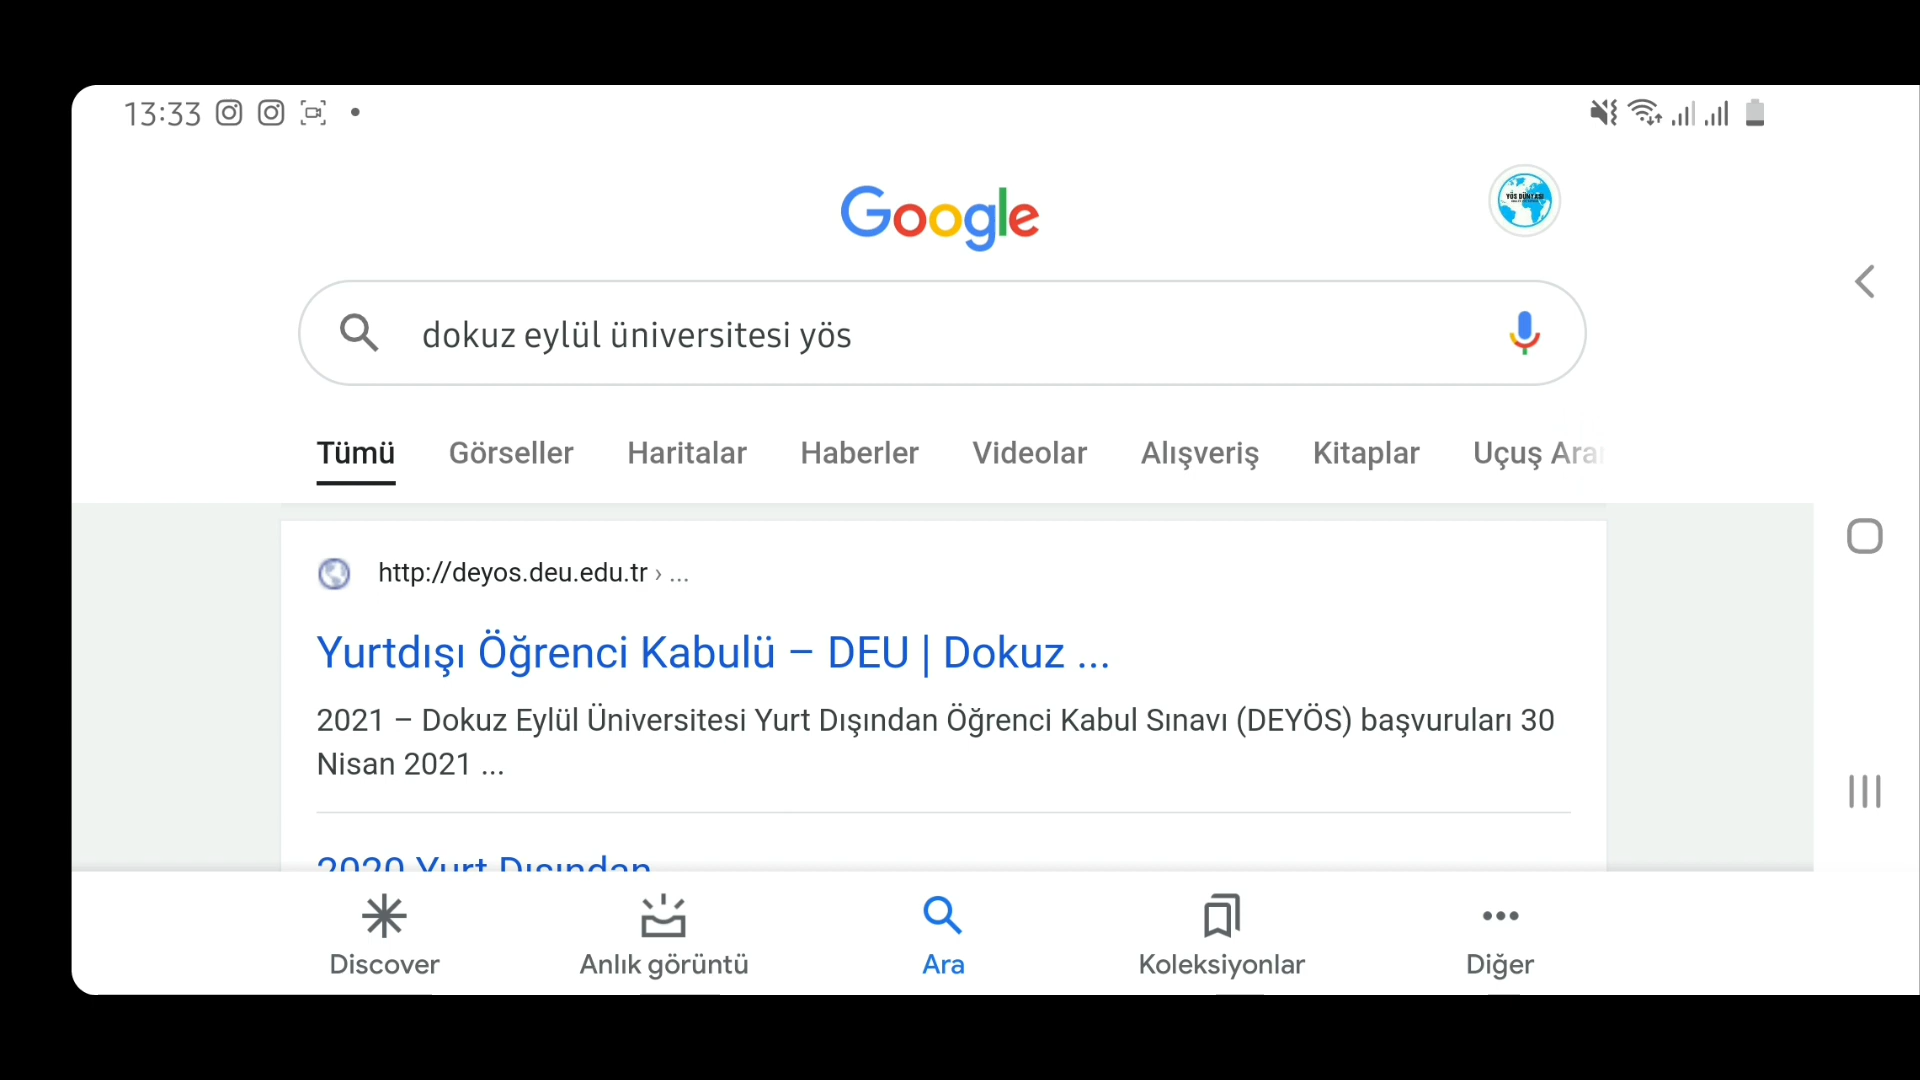 13:33
Google
YÖS DÜNYASI
dokuz eylül üniversitesi yös
Tümü Görseller Haritalar Haberler Videolar Alışveriş Kitaplar Uçuş Ara
http://deyos.deu.edu.tr › ...
Yurtdışı Öğrenci Kabulü – DEU | Dokuz ...
2021 – Dokuz Eylül Üniversitesi Yurt Dışından Öğrenci Kabul Sınavı (DEYÖS) başvuruları 30
Nisan 2021 ...
2020 Yurt Dışından
Discover Anlık görüntü Ara Koleksiyonlar Diğer